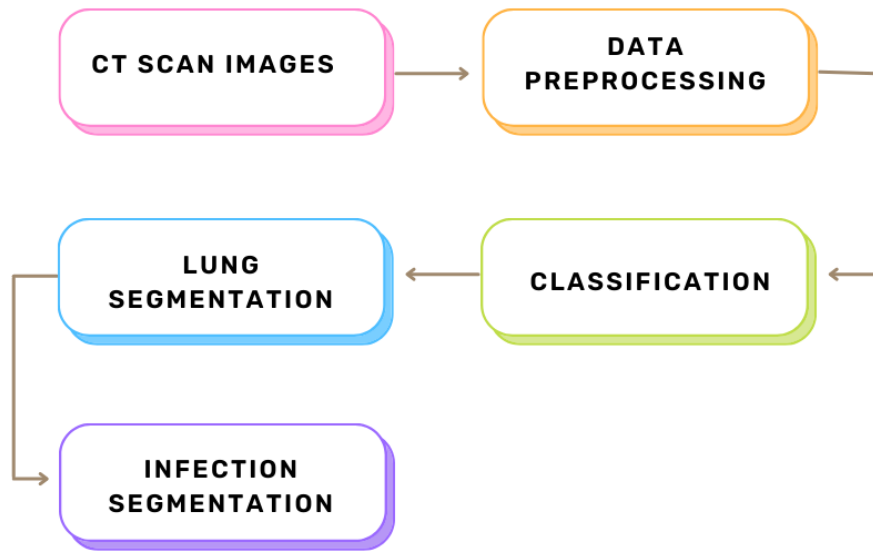 CT SCAN IMAGES
DATA
PREPROCESSING
CLASSIFICATION
LUNG
SEGMENTATION
INFECTION
SEGMENTATION